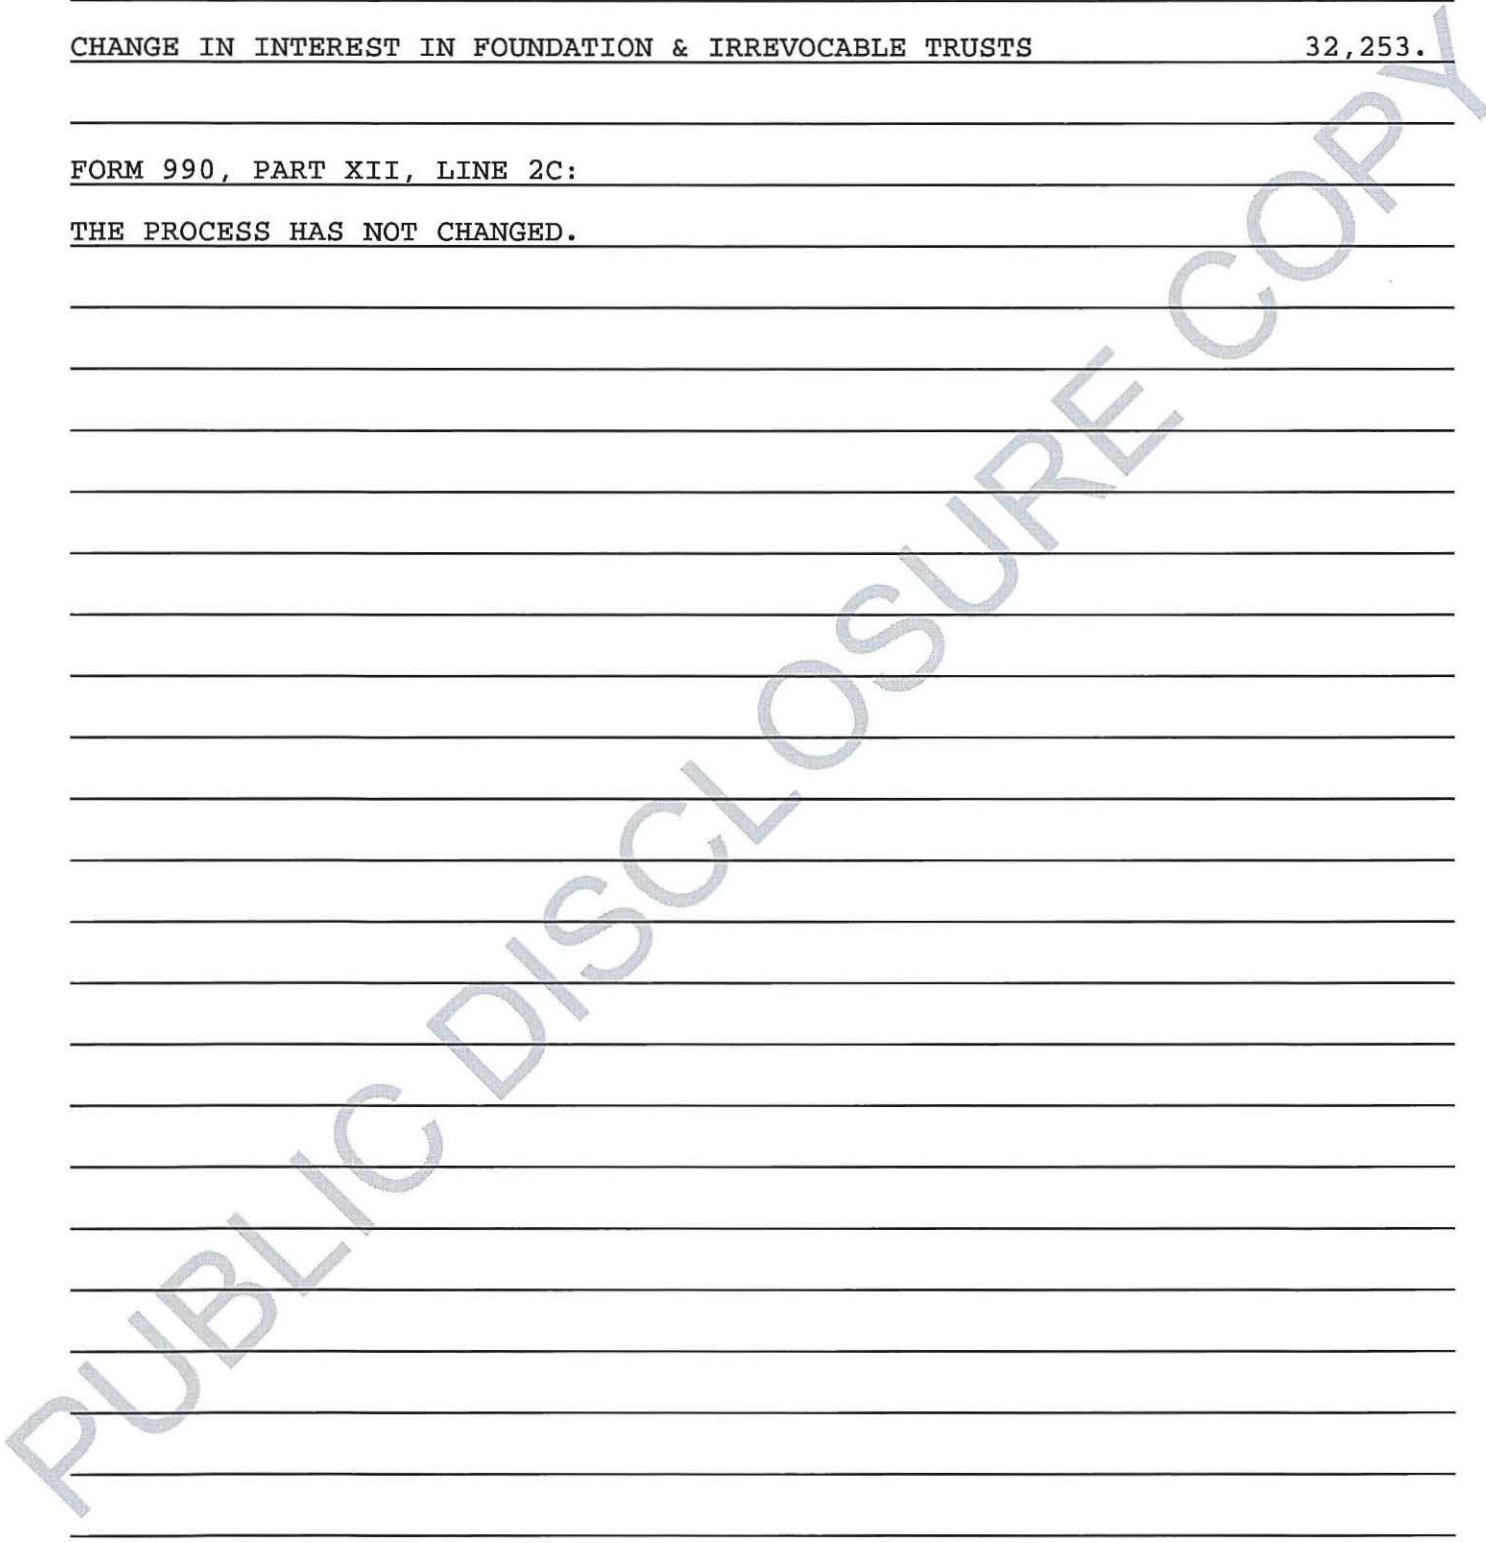 CHANGE IN INTEREST IN FOUNDATION & IRREVOCABLE TRUSTS 32,253.
FORM 990, PART XII, LINE 2C:
THE PROCESS HAS NOT CHANGED.
PUBLIC DISCLOSURE COPY